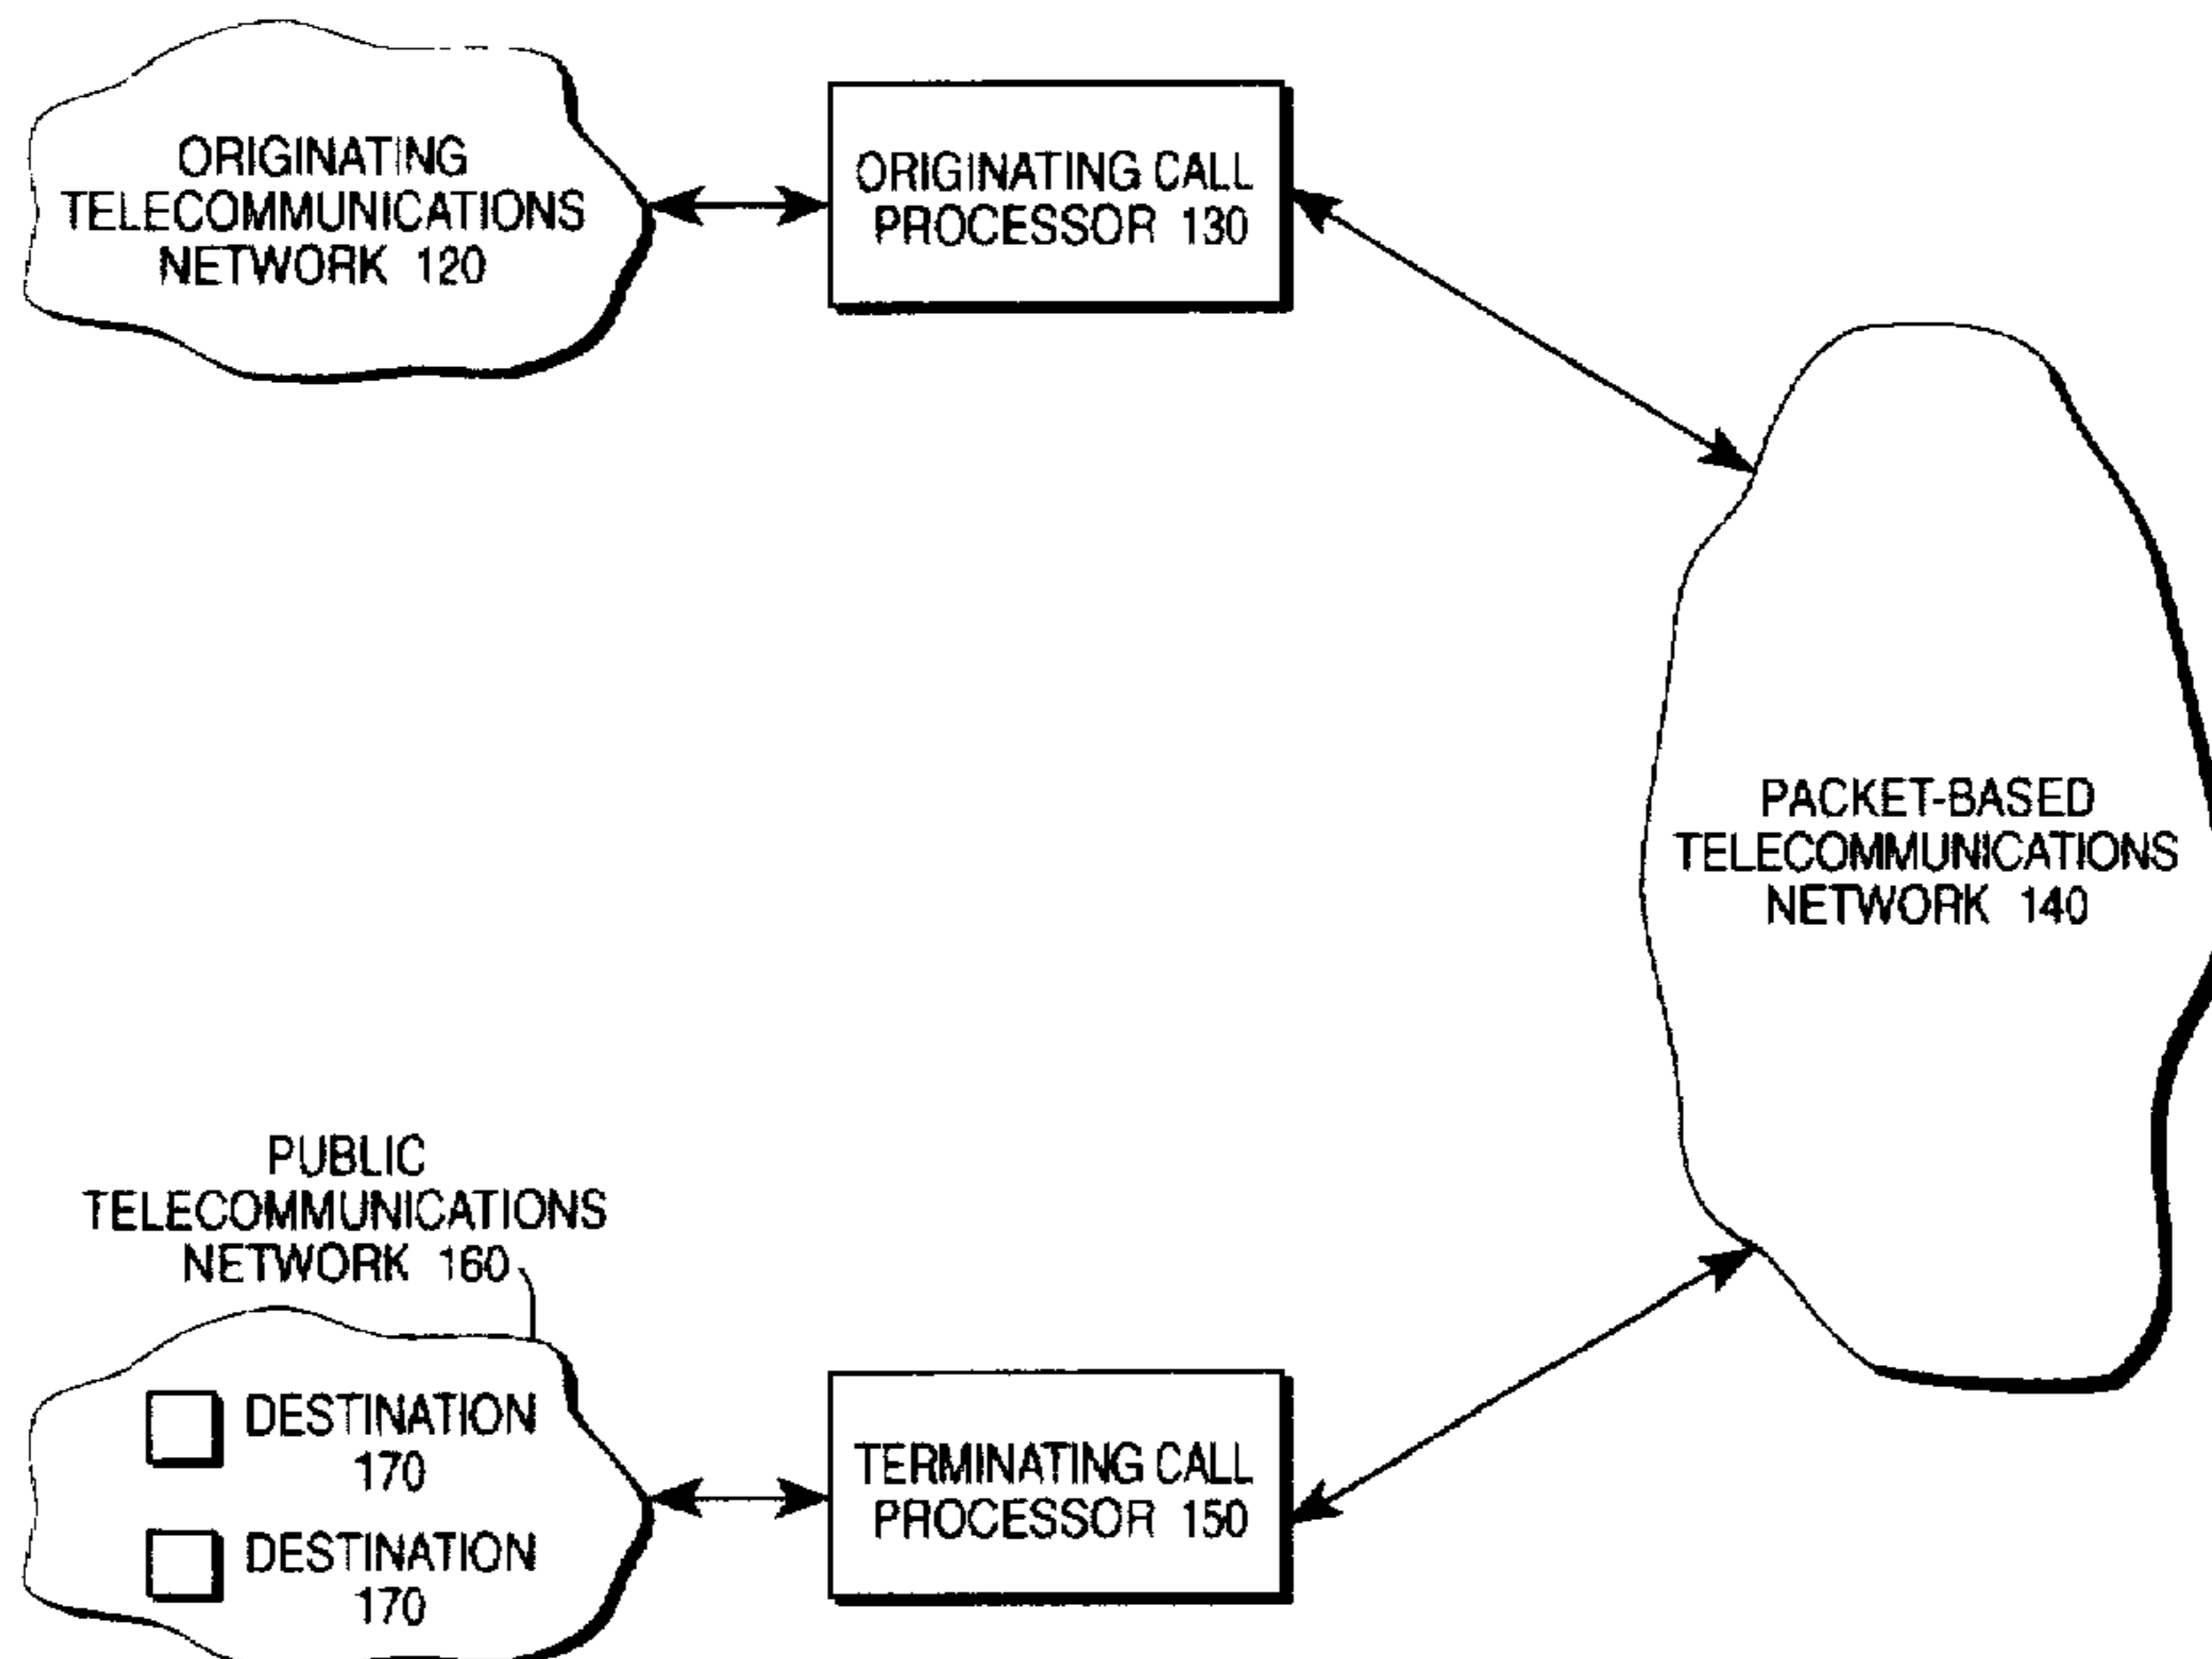 ORIGINATING
TELECOMMUNICATIONS
NETWORK 120
ORIGINATING CALL
PROCESSOR 130
PACKET-BASED
TELECOMMUNICATIONS
NETWORK 140
PUBLIC
TELECOMMUNICATIONS
NETWORK 160
DESTINATION
170
DESTINATION
170
TERMINATING CALL
PROCESSOR 150